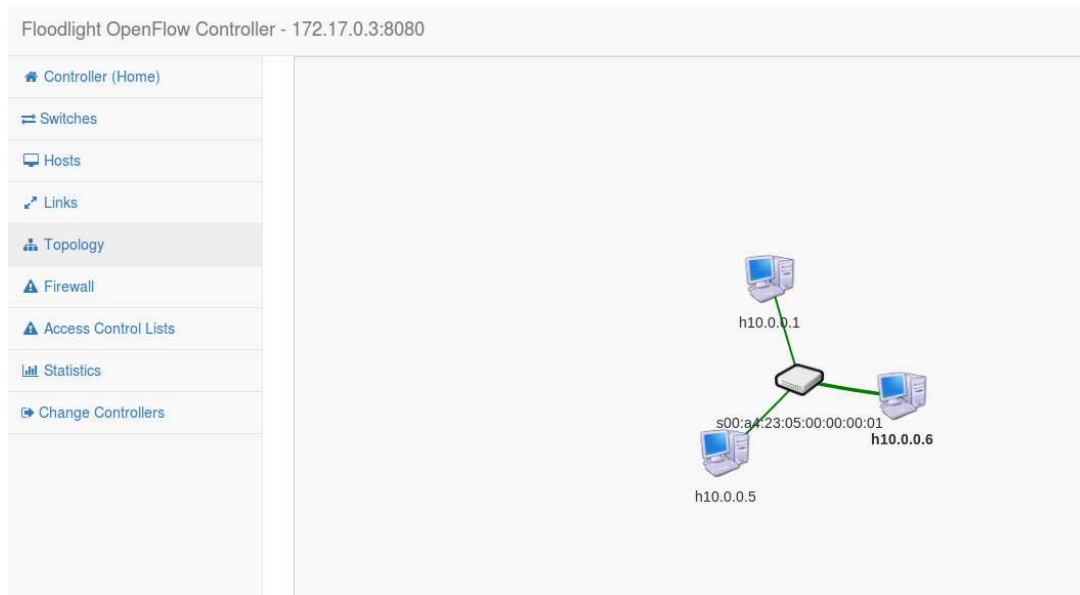 Floodlight OpenFlow Controller - 172.17.0.3:8080
Controller (Home)
Switches
Hosts
Links
Topology
Firewall
Access Control Lists
Statistics
Change Controllers
h10.0.0.1
s00:a4:23:05:00:00:00:01
h10.0.0.6
h10.0.0.5